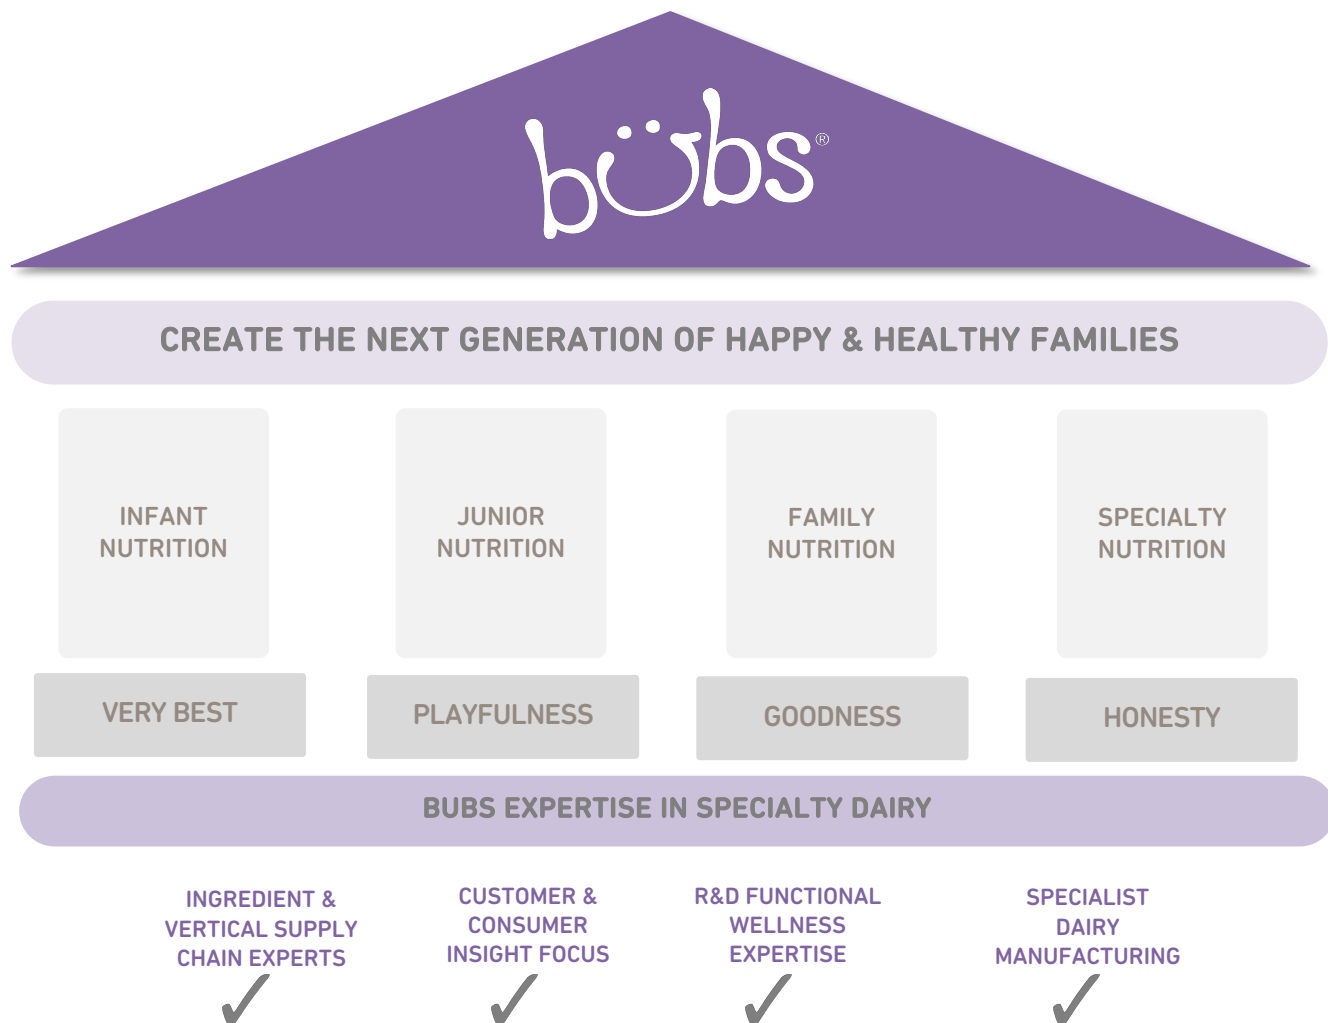 bübs®
CREATE THE NEXT GENERATION OF HAPPY & HEALTHY FAMILIES
INFANT
NUTRITION
JUNIOR
NUTRITION
FAMILY
NUTRITION
SPECIALTY
NUTRITION
VERY BEST
PLAYFULNESS
GOODNESS
HONESTY
BUBS EXPERTISE IN SPECIALTY DAIRY
INGREDIENT &
VERTICAL SUPPLY
CHAIN EXPERTS
CUSTOMER &
CONSUMER
INSIGHT FOCUS
R&D FUNCTIONAL
WELLNESS
EXPERTISE
SPECIALIST
DAIRY
MANUFACTURING